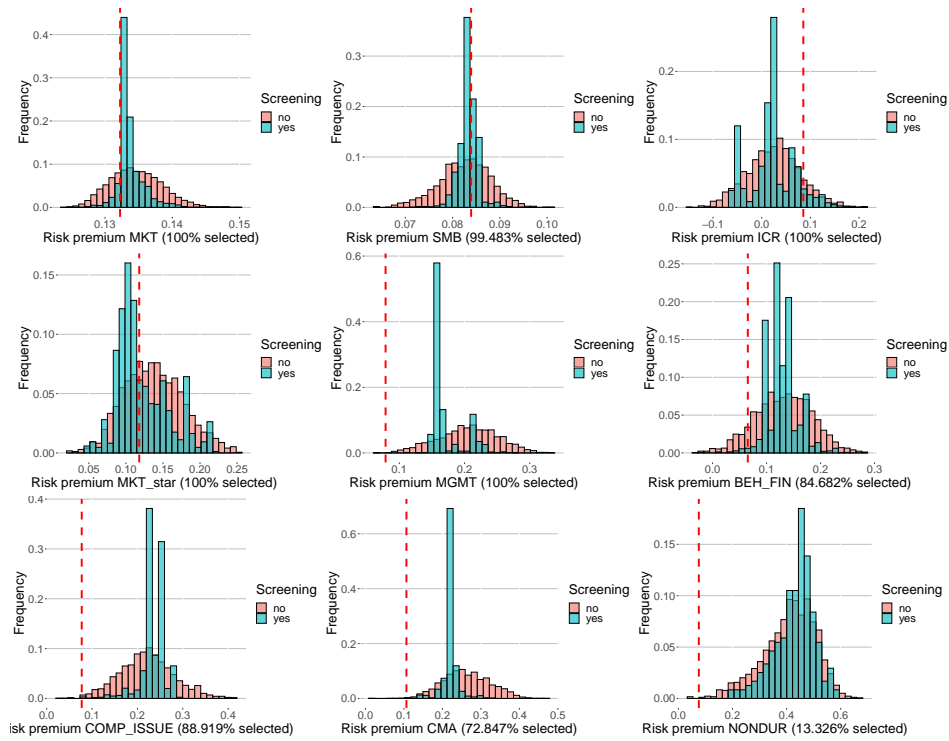 Frequency
0.4
0.3
0.2
0.1
0.0
0.13
0.14
0.15
Risk premium MKT (100% selected)
Screening
no
yes
Frequency
0.3
0.2
0.1
0.0
0.07
0.08
0.09
0.10
Risk premium SMB (99.483% selected)
Screening
no
yes
Frequency
0.2
0.1
0.0
−0.1
0.0
0.1
0.2
Risk premium ICR (100% selected)
Screening
no
yes
Frequency
0.15
0.10
0.05
0.00
0.05
0.10
0.15
0.20
0.25
Risk premium MKT_star (100% selected)
Screening
no
yes
Frequency
0.6
0.4
0.2
0.0
0.1
0.2
0.3
Risk premium MGMT (100% selected)
Screening
no
yes
Frequency
0.25
0.20
0.15
0.10
0.05
0.00
0.0
0.1
0.2
0.3
Risk premium BEH_FIN (84.682% selected)
Screening
no
yes
Frequency
0.4
0.3
0.2
0.1
0.0
0.0
0.1
0.2
0.3
0.4
isk premium COMP_ISSUE (88.919% selected)
Screening
no
yes
Frequency
0.6
0.4
0.2
0.0
0.0
0.1
0.2
0.3
0.4
0.5
Risk premium CMA (72.847% selected)
Screening
no
yes
Frequency
0.15
0.10
0.05
0.00
0.0
0.2
0.4
0.6
Risk premium NONDUR (13.326% selected)
Screening
no
yes